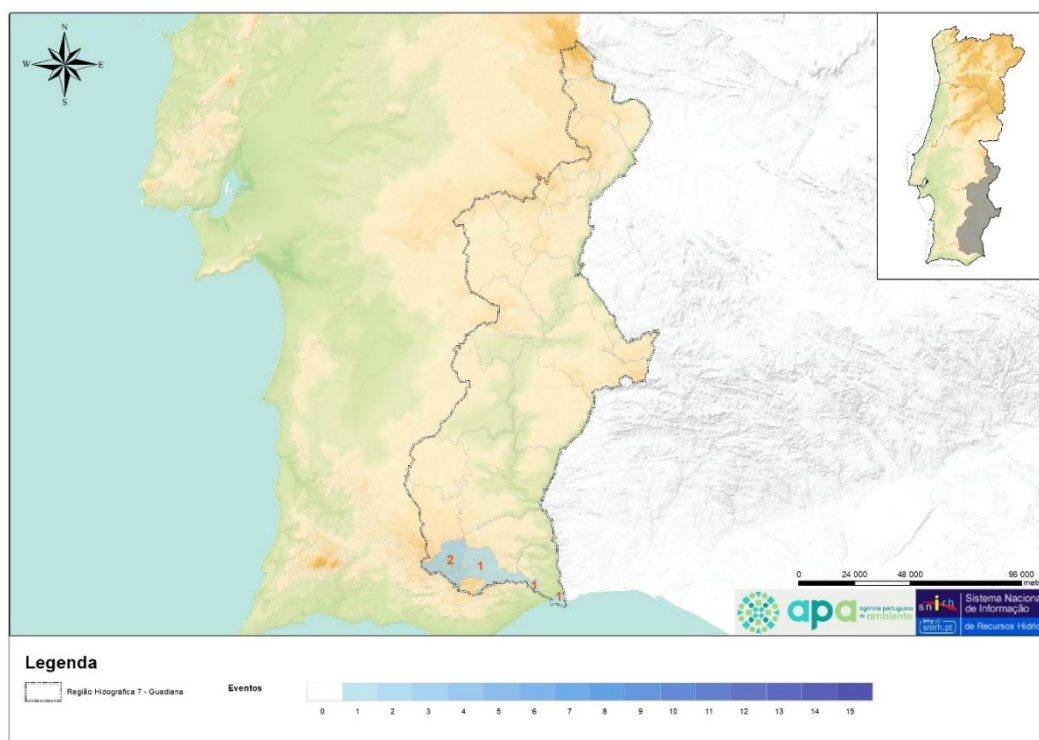 N
W E
S
2
1
1
1
0 24 000 48 000 96 000
metr
apa
agência portuguesa
do ambiente
snirh
http://
snirh.pt
Sistema Nacional
de Informação
de Recursos Hídric
Legenda
Região Hidográfica 7 - Guadiana
Eventos
0 1 2 3 4 5 6 7 8 9 10 11 12 13 14 15